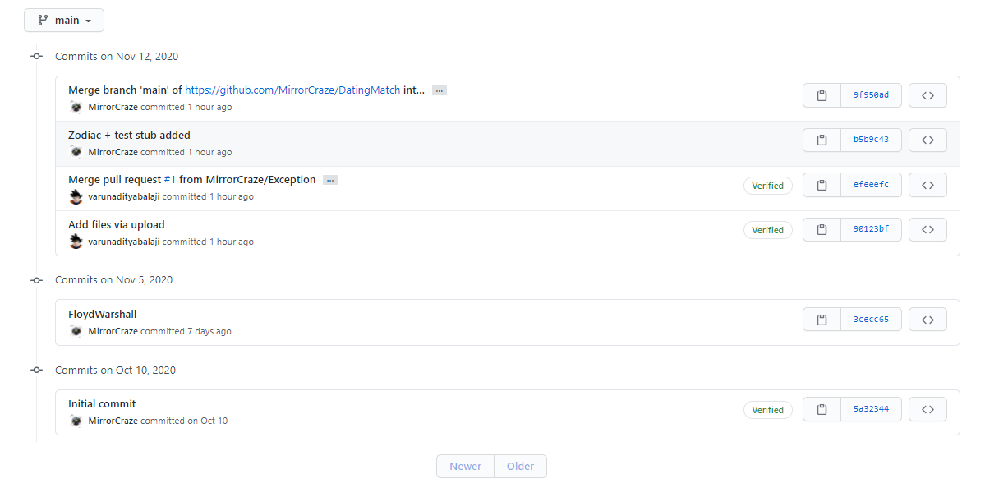 main
Commits on Nov 12, 2020
Merge branch 'main' of https://github.com/MirrorCraze/DatingMatch int... ...
MirrorCraze committed 1 hour ago
9f950ad
Zodiac + test stub added
MirrorCraze committed 1 hour ago
b5b9c43
Merge pull request #1 from MirrorCraze/Exception ...
varunadityabalaji committed 1 hour ago
Verified
efeeefc
Add files via upload
varunadityabalaji committed 1 hour ago
Verified
90123bf
Commits on Nov 5, 2020
FloydWarshall
MirrorCraze committed 7 days ago
3cecc65
Commits on Oct 10, 2020
Initial commit
MirrorCraze committed on Oct 10
Verified
5a32344
Newer Older